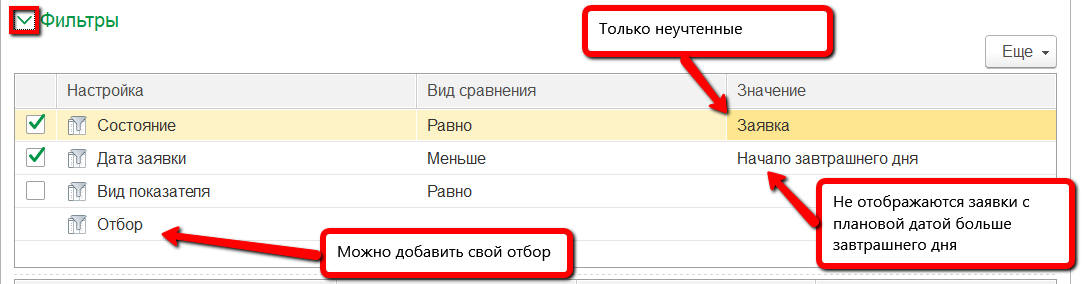 Фильтры
Только неучтенные
Еще
Настройка Вид сравнения Значение
Состояние Равно Заявка
Дата заявки Меньше Начало завтрашнего дня
Вид показателя Равно
Отбор
Не отображаются заявки с
плановой датой больше
завтрашнего дня
Можно добавить свой отбор